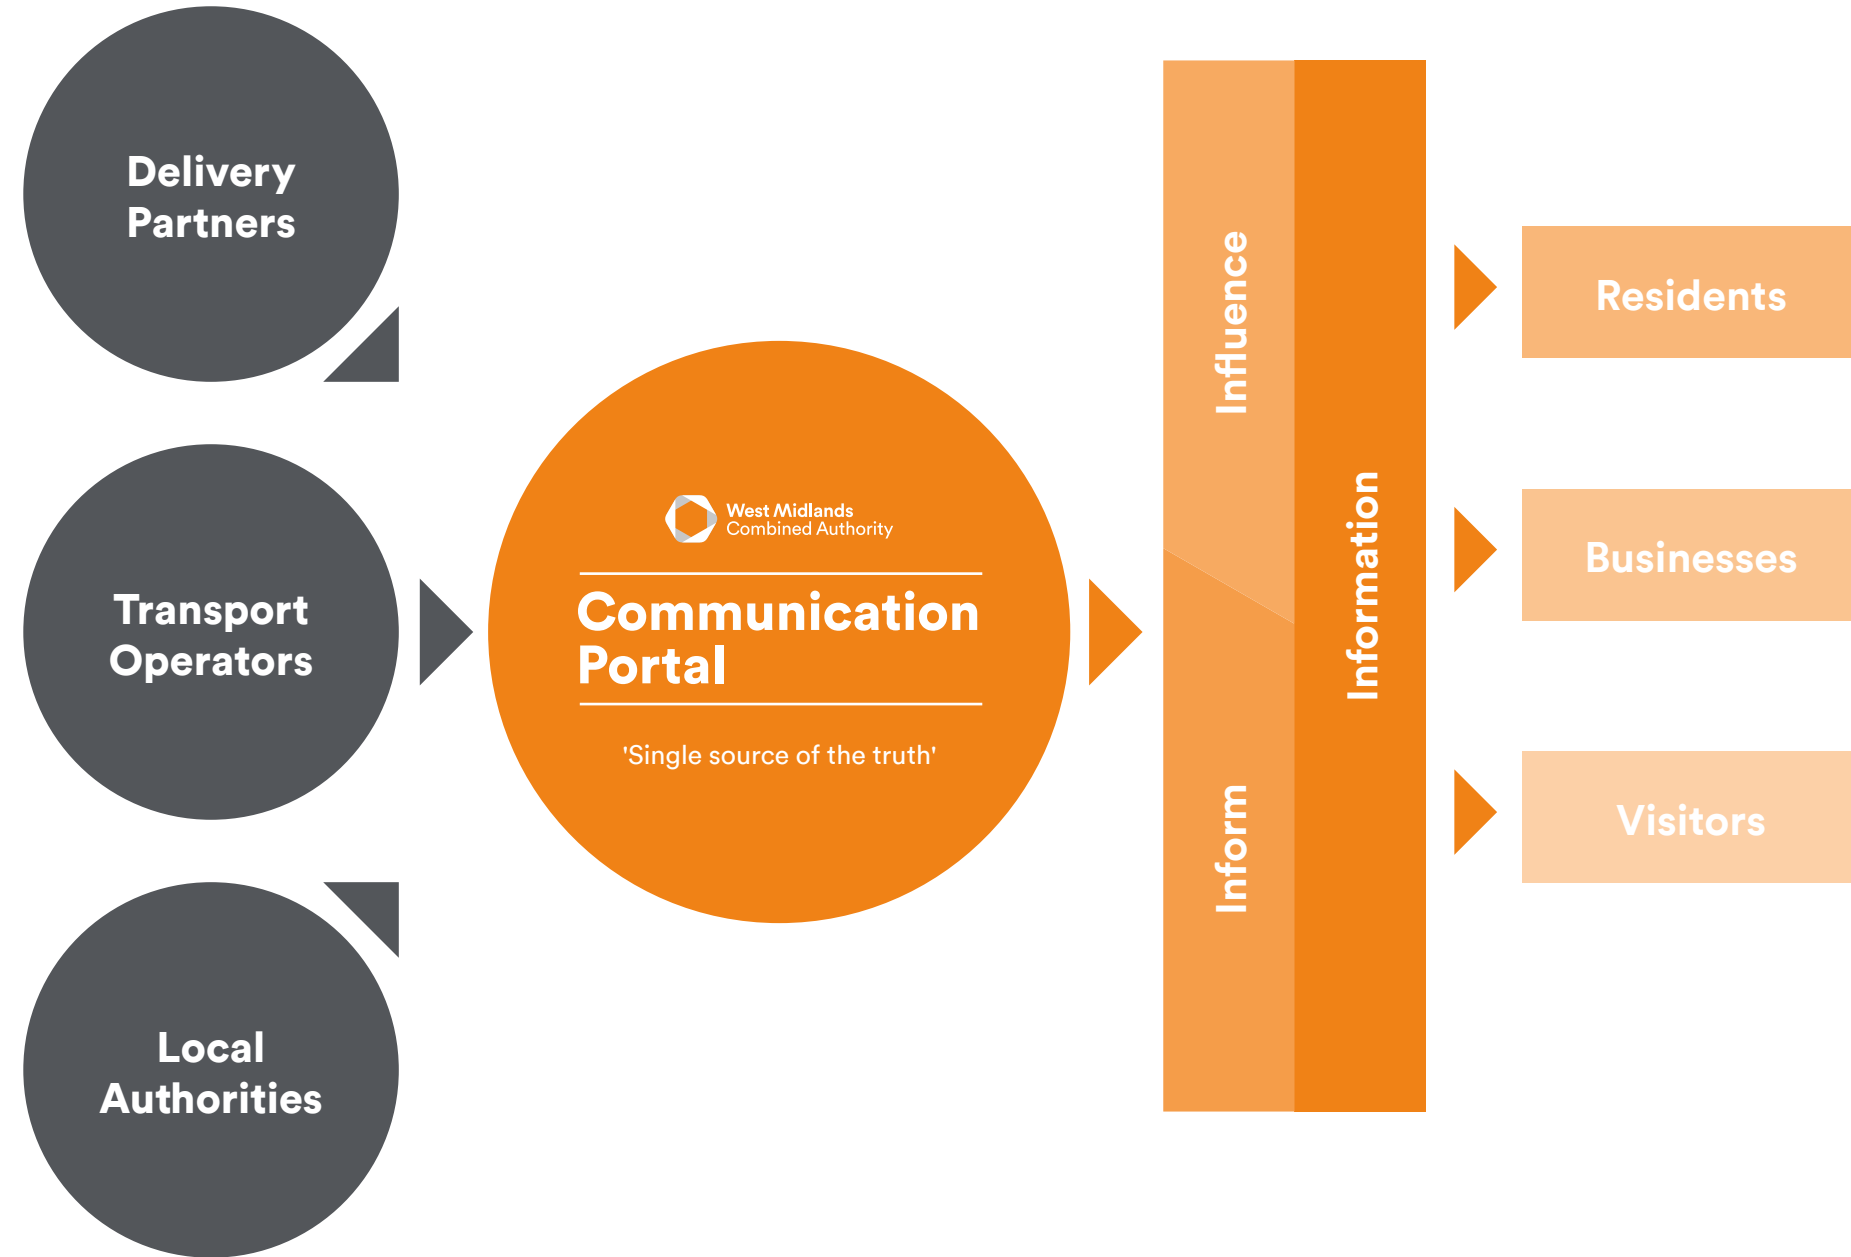 Delivery
Partners
Transport
Operators
Local
Authorities
West Midlands
Combined Authority
Communication
Portal
'Single source of the truth'
Influence
Inform
Information
Residents
Businesses
Visitors